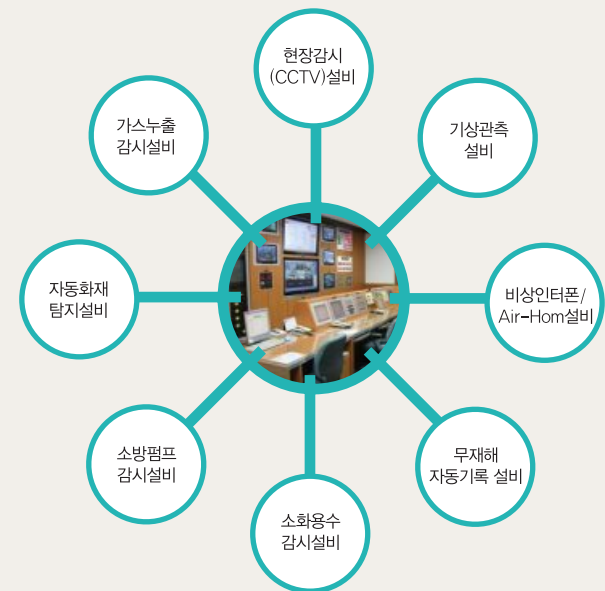 현장감시
(CCTV)설비
기상관측
설비
비상인터폰/
Air-Hom설비
무재해
자동기록 설비
소화용수
감시설비
소방펌프
감시설비
자동화재
탐지설비
가스누출
감시설비